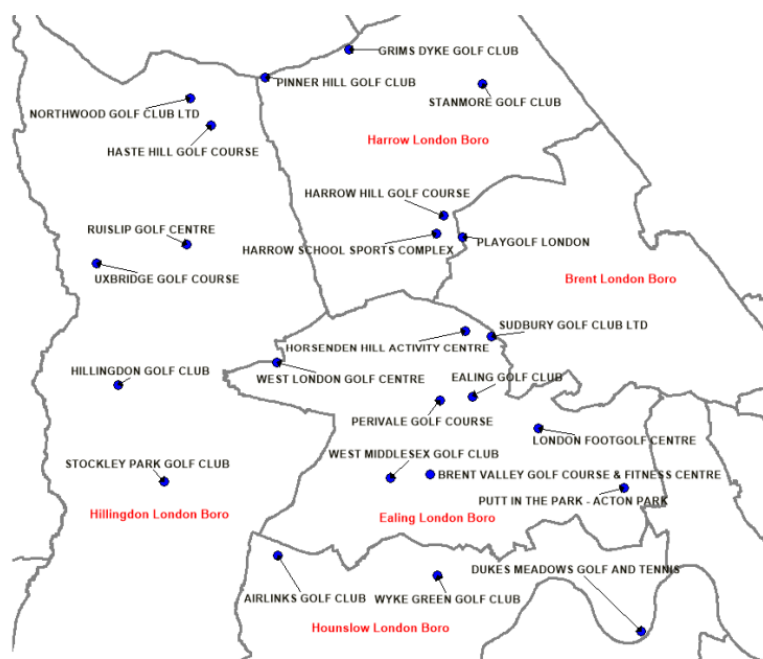 GRIMS DYKE GOLF CLUB
PINNER HILL GOLF CLUB
STANMORE GOLF CLUB
NORTHWOOD GOLF CLUB LTD
Harrow London Boro
HASTE HILL GOLF COURSE
HARROW HILL GOLF COURSE
RUISLIP GOLF CENTRE
HARROW SCHOOL SPORTS COMPLEX
PLAYGOLF LONDON
UXBRIDGE GOLF COURSE
Brent London Boro
SUDBURY GOLF CLUB LTD
HORSENDEN HILL ACTIVITY CENTRE
HILLINGDON GOLF CLUB
WEST LONDON GOLF CENTRE
EALING GOLF CLUB
PERIVALE GOLF COURSE
LONDON FOOTGOLF CENTRE
WEST MIDDLESEX GOLF CLUB
STOCKLEY PARK GOLF CLUB
BRENT VALLEY GOLF COURSE & FITNESS CENTRE
PUTT IN THE PARK - ACTON PARK
Hillingdon London Boro
Ealing London Boro
DUKES MEADOWS GOLF AND TENNIS
AIRLINKS GOLF CLUB
WYKE GREEN GOLF CLUB
Hounslow London Boro